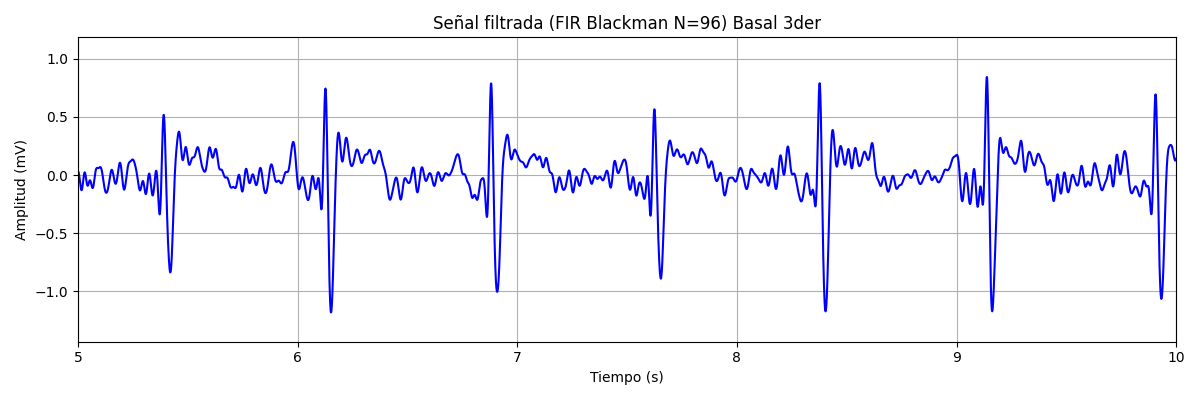 Señal filtrada (FIR Blackman N=96) Basal 3der
Amplitud (mV)
1.0
0.5
0.0
−0.5
−1.0
5 6 7 8 9 10
Tiempo (s)